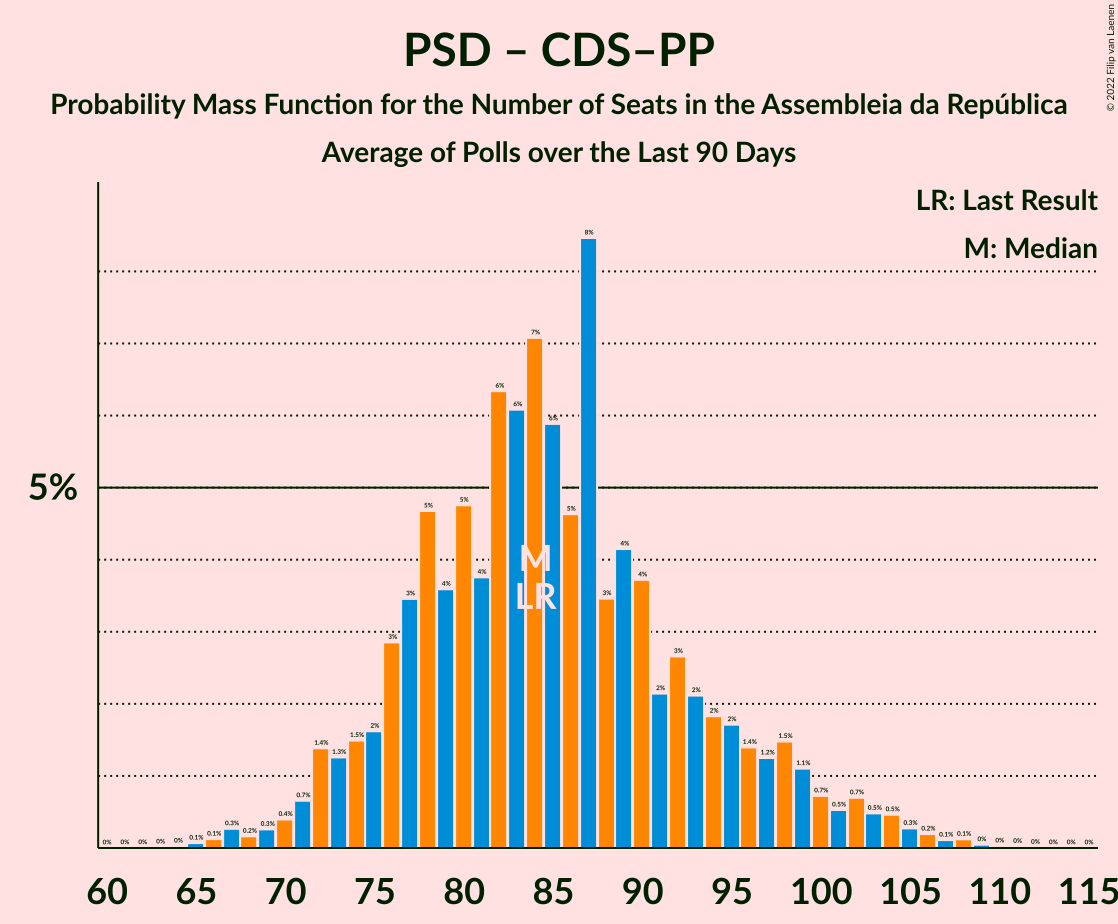 PSD – CDS–PP
Probability Mass Function for the Number of Seats in the Assembleia da República
Average of Polls over the Last 90 Days
© 2022 Filip van Laenen
LR: Last Result
M: Median
5%
0% 0% 0% 0% 0% 0.1% 0.1% 0.3% 0.2% 0.3% 0.4% 0.7% 1.4% 1.3% 1.5% 2% 3% 3% 5% 4% 5% 4% 6% 6% 7% 6% 5% 8% 3% 4% 4% 2% 3% 2% 2% 2% 1.4% 1.2% 1.5% 1.1% 0.7% 0.5% 0.7% 0.5% 0.5% 0.3% 0.2% 0.1% 0.1% 0% 0% 0% 0% 0% 0% 0%
M
LR
60 65 70 75 80 85 90 95 100 105 110 115